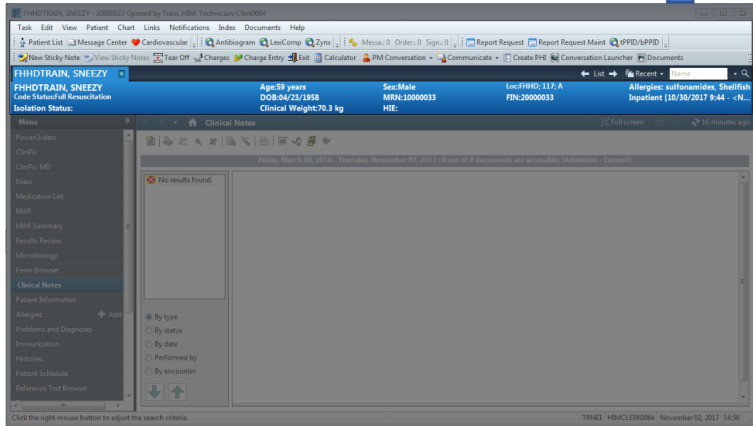 FHHDTRAIN, SNEEZY - 10000033 Opened by Train, HIM. Technician/Clerk0064
Task Edit View Patient Chart Links Notifications Index Documents Help
Patient List Message Center Cardiovascular Antibiogram LexiComp Zynx Messa.: 0 Order.: 0 Sign.: 0 Report Request Report Request Maint tPPID/bPPID
New Sticky Note View Sticky Notes Tear Off Charges Charge Entry Exit Calculator PM Conversation Communicate Create PHI Conversation Launcher Documents
FHHDTRAIN, SNEEZY List Recent Name
FHHDTRAIN, SNEEZY Age:59 years Sex:Male Loc:FHHD; 117; A Allergies: sulfonamides, Shellfish
Code Status:Full Resuscitation DOB:04/23/1958 MRN:10000033 FIN:20000033 Inpatient [10/30/2017 9:44 - <N...
Isolation Status: Clinical Weight:70.3 kg HIE:
Menu Clinical Notes Full screen 16 minutes ago
PowerOrders
ClinPic
ClinPic MD
IView
Medication List
MAR
MAR Summary
Results Review
Microbiology
Form Browser
Clinical Notes
Patient Information
Allergies Add
Problems and Diagnoses
Immunization
Histories
Patient Schedule
Reference Text Browser
Friday, March 04, 2016 - Thursday, November 02, 2017 : 0 out of 0 documents are accessible. (Admission - Current)
No results found.
By type
By status
By date
Performed by
By encounter
Click the right mouse button to adjust the search criteria. TRNE1 HIMCLERK0064 November 02, 2017 14:58